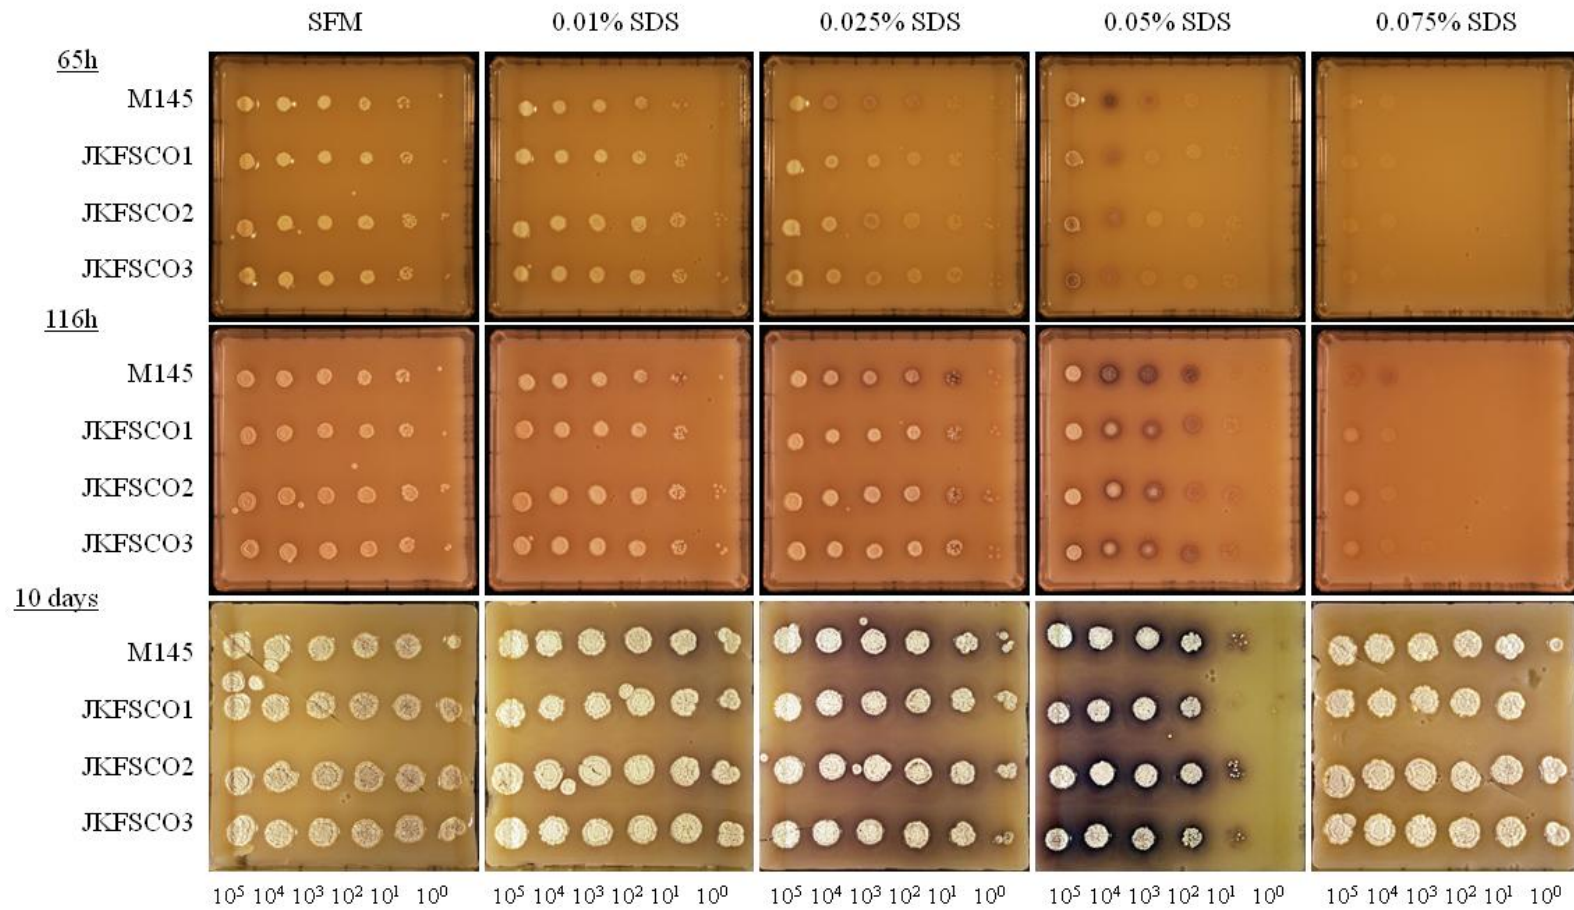 SFM 0.01% SDS 0.025% SDS 0.05% SDS 0.075% SDS
65h
M145
JKFSCO1
JKFSCO2
JKFSCO3
116h
M145
JKFSCO1
JKFSCO2
JKFSCO3
10 days
M145
JKFSCO1
JKFSCO2
JKFSCO3
10⁵ 10⁴ 10³ 10² 10¹ 10⁰ 10⁵ 10⁴ 10³ 10² 10¹ 10⁰ 10⁵ 10⁴ 10³ 10² 10¹ 10⁰ 10⁵ 10⁴ 10³ 10² 10¹ 10⁰ 10⁵ 10⁴ 10³ 10² 10¹ 10⁰